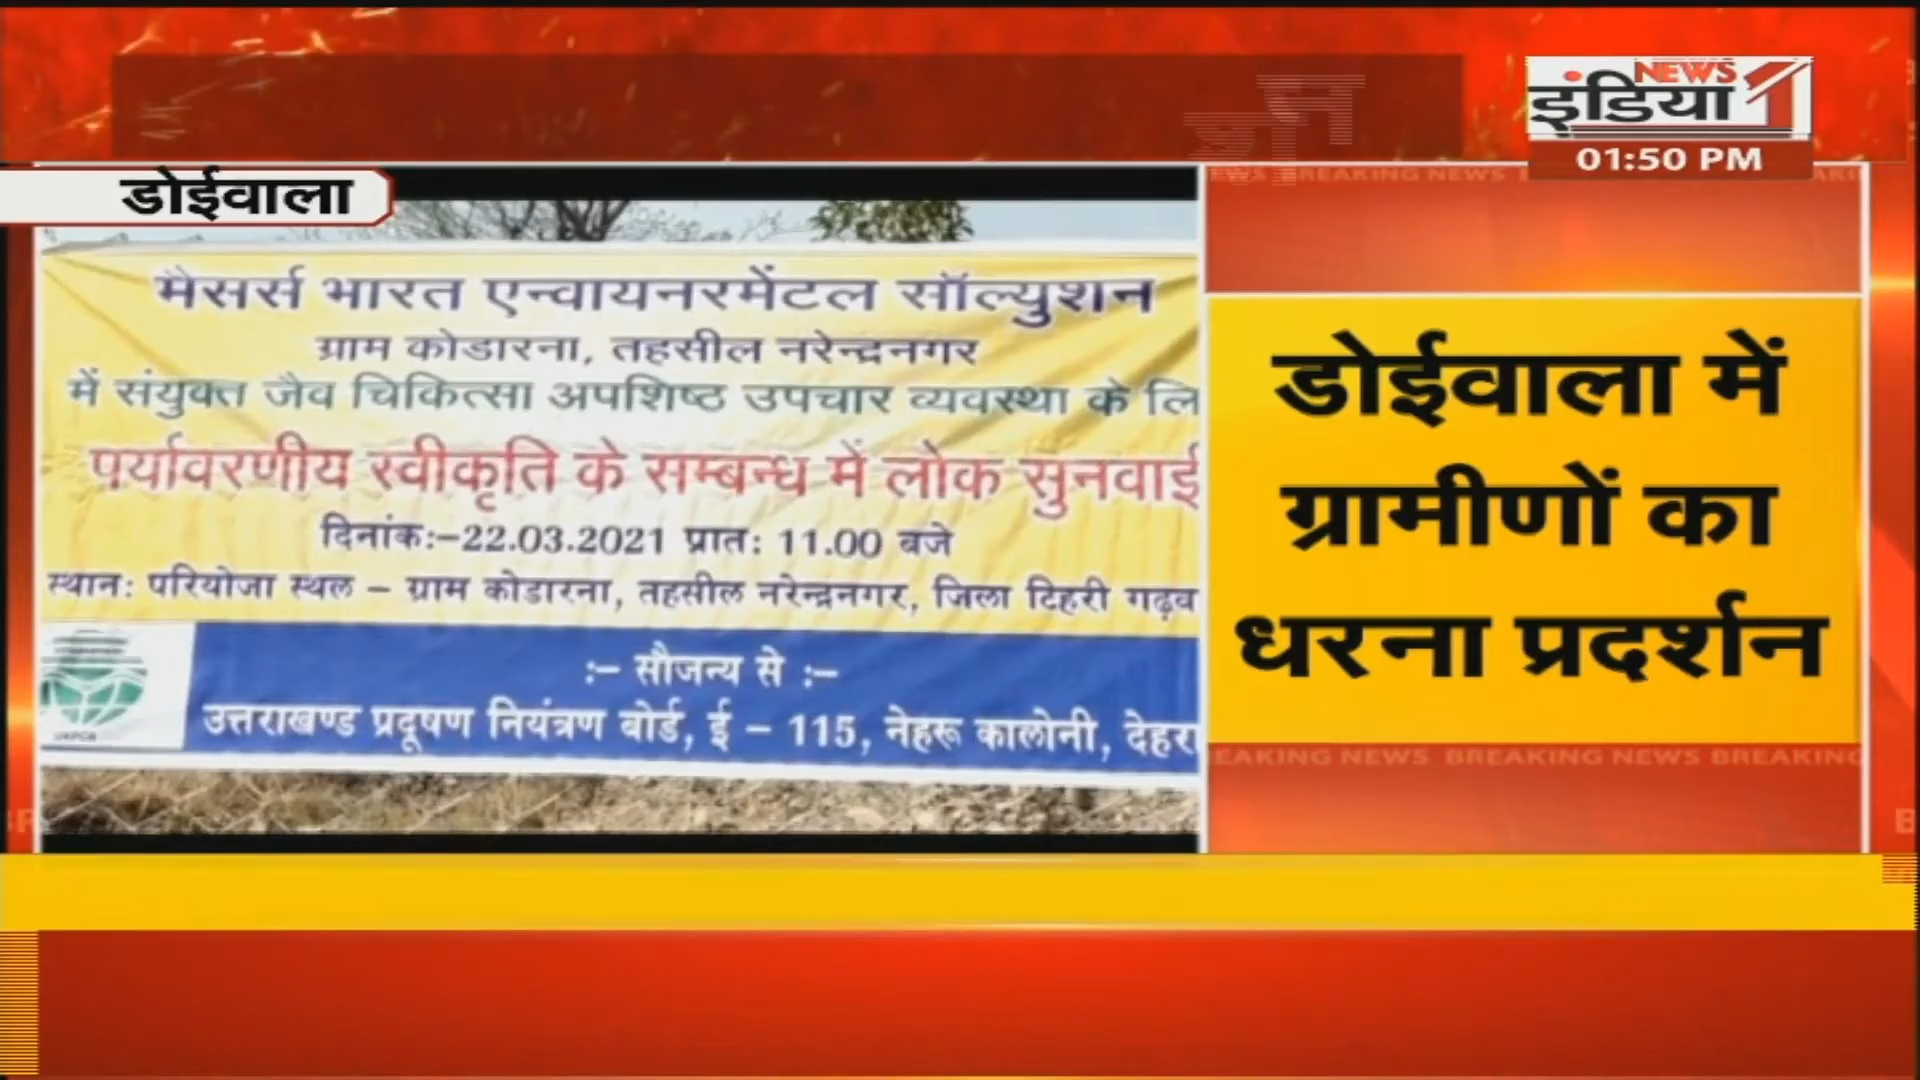 NEWS
इंडिया 1
01:50 PM
डोईवाला
मैसर्स भारत एन्वायनरमेंटल सॉल्युशन
ग्राम कोडारना, तहसील नरेन्द्रनगर
में संयुक्त जैव चिकित्सा अपशिष्ठ उपचार व्यवस्था के लि
पर्यावरणीय स्वीकृति के सम्बन्ध में लोक सुनवाई
दिनांकः–22.03.2021 प्रातः 11.00 बजे
स्थानः परियोजा स्थल – ग्राम कोडारना, तहसील नरेन्द्रनगर, जिला टिहरी गढ़व
:– सौजन्य से :–
उत्तराखण्ड प्रदूषण नियंत्रण बोर्ड, ई – 115, नेहरू कालोनी, देहरा
BREAKING NEWS
डोईवाला में
ग्रामीणों का
धरना प्रदर्शन
EAKING NEWS BREAKING NEWS BREAKING